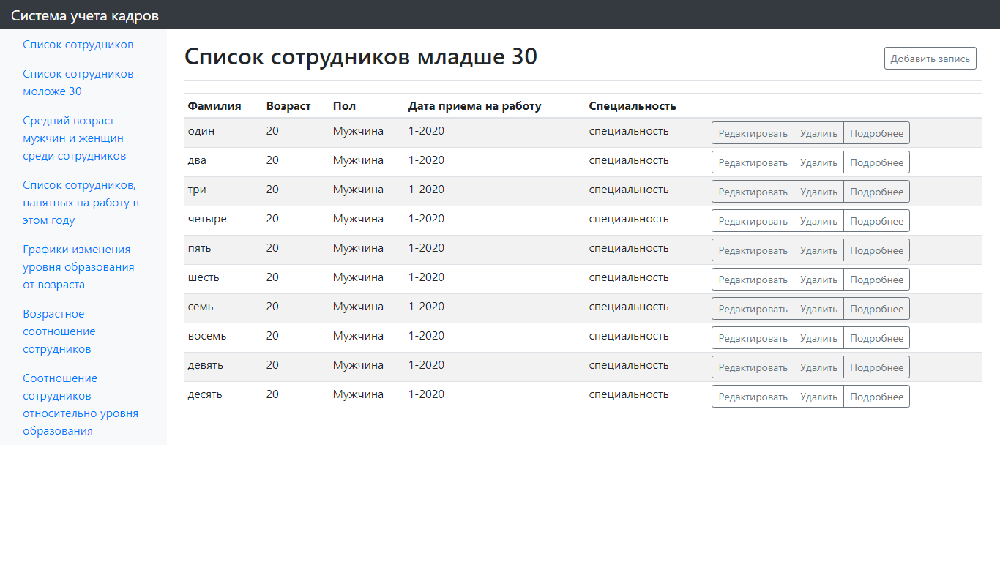 Система учета кадров
Список сотрудников
Список сотрудников
моложе 30
Средний возраст
мужчин и женщин
среди сотрудников
Список сотрудников,
нанятных на работу в
этом году
Графики изменения
уровня образования
от возраста
Возрастное
соотношение
сотрудников
Соотношение
сотрудников
относительно уровня
образования
Список сотрудников младше 30
Добавить запись
Фамилия Возраст Пол Дата приема на работу Специальность
один 20 Мужчина 1-2020 специальность Редактировать Удалить Подробнее
два 20 Мужчина 1-2020 специальность Редактировать Удалить Подробнее
три 20 Мужчина 1-2020 специальность Редактировать Удалить Подробнее
четыре 20 Мужчина 1-2020 специальность Редактировать Удалить Подробнее
пять 20 Мужчина 1-2020 специальность Редактировать Удалить Подробнее
шесть 20 Мужчина 1-2020 специальность Редактировать Удалить Подробнее
семь 20 Мужчина 1-2020 специальность Редактировать Удалить Подробнее
восемь 20 Мужчина 1-2020 специальность Редактировать Удалить Подробнее
девять 20 Мужчина 1-2020 специальность Редактировать Удалить Подробнее
десять 20 Мужчина 1-2020 специальность Редактировать Удалить Подробнее